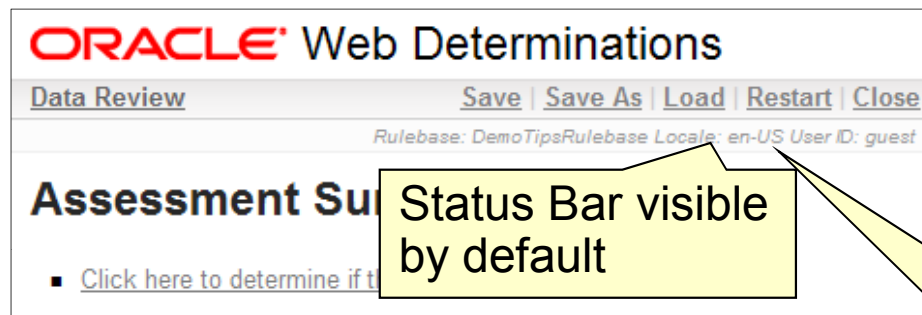 ORACLE Web Determinations
Data Review Save | Save As | Load | Restart | Close
Rulebase: DemoTipsRulebase Locale: en-US User ID: guest
Assessment Su
Status Bar visible
by default
Click here to determine if t